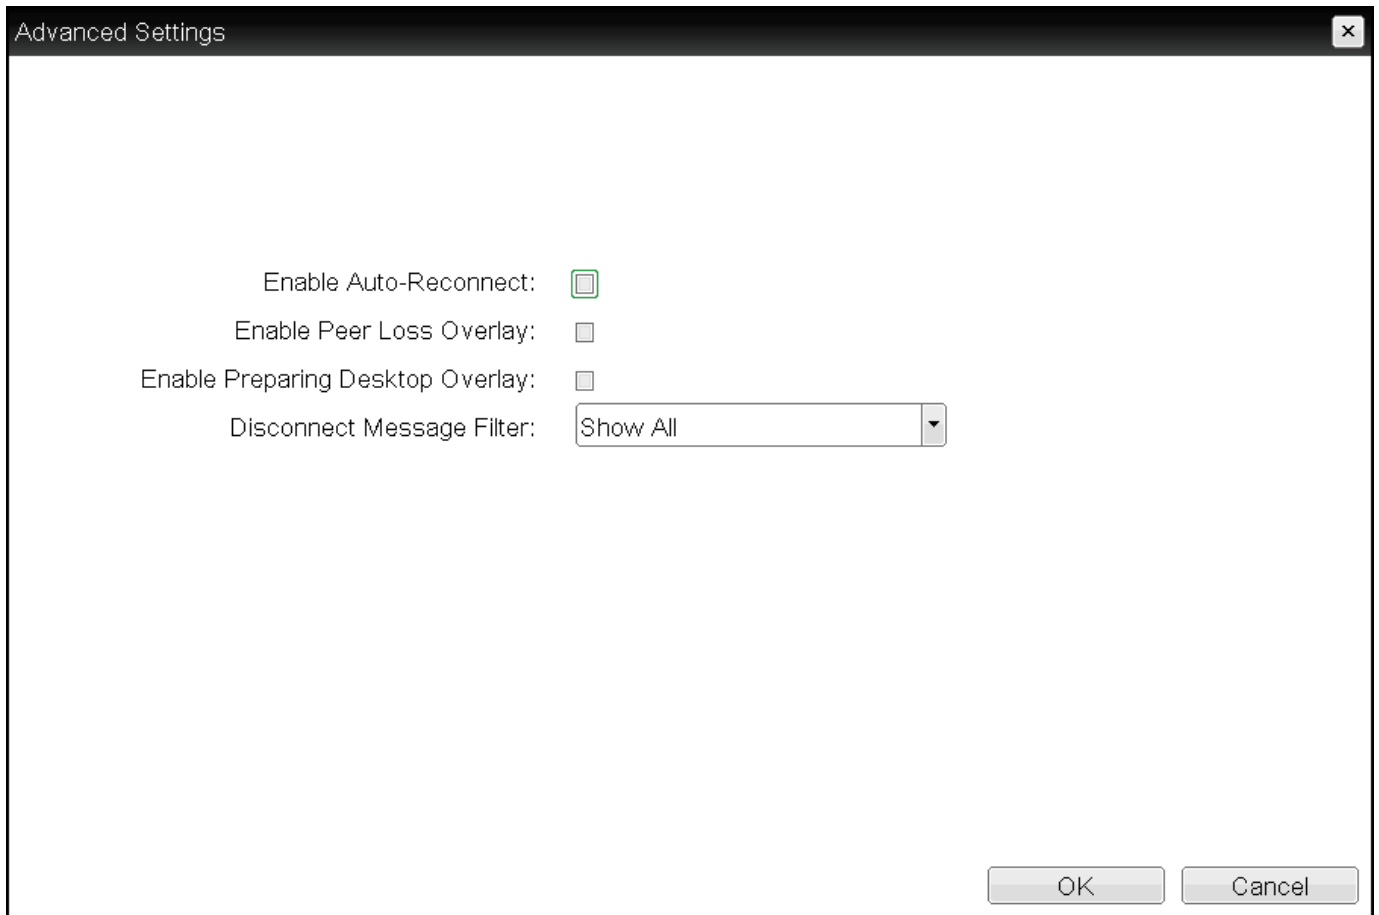 Advanced Settings
Enable Auto-Reconnect:
Enable Peer Loss Overlay:
Enable Preparing Desktop Overlay:
Disconnect Message Filter: Show All
OK Cancel